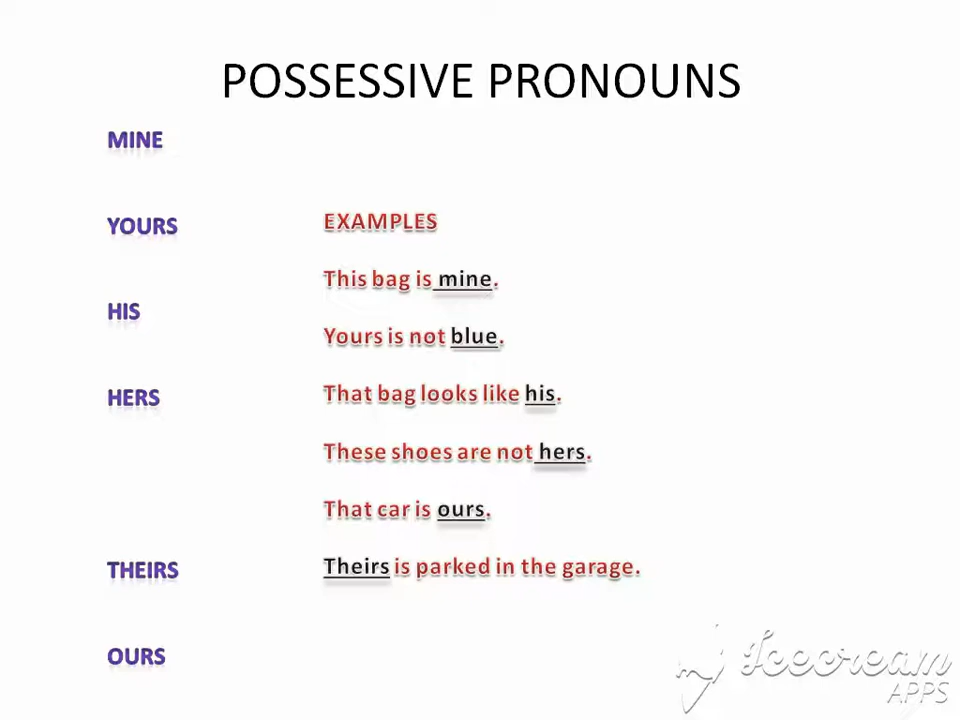 POSSESSIVE PRONOUNS
MINE
YOURS
HIS
HERS
THEIRS
OURS
EXAMPLES
This bag is mine.
Yours is not blue.
That bag looks like his.
These shoes are not hers.
That car is ours.
Theirs is parked in the garage.
Icecream
APPS